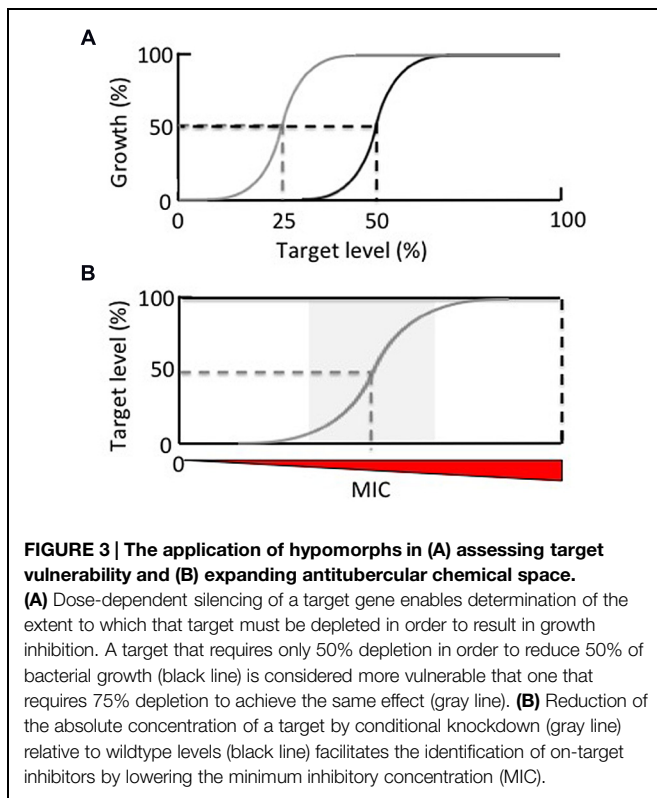 A
100
50
0
Growth (%)
0 25 50 100
Target level (%)
B
100
50
0
Target level (%)
0
MIC
FIGURE 3 | The application of hypomorphs in (A) assessing target
vulnerability and (B) expanding antitubercular chemical space.
(A) Dose-dependent silencing of a target gene enables determination of the
extent to which that target must be depleted in order to result in growth
inhibition. A target that requires only 50% depletion in order to reduce 50% of
bacterial growth (black line) is considered more vulnerable that one that
requires 75% depletion to achieve the same effect (gray line). (B) Reduction of
the absolute concentration of a target by conditional knockdown (gray line)
relative to wildtype levels (black line) facilitates the identification of on-target
inhibitors by lowering the minimum inhibitory concentration (MIC).